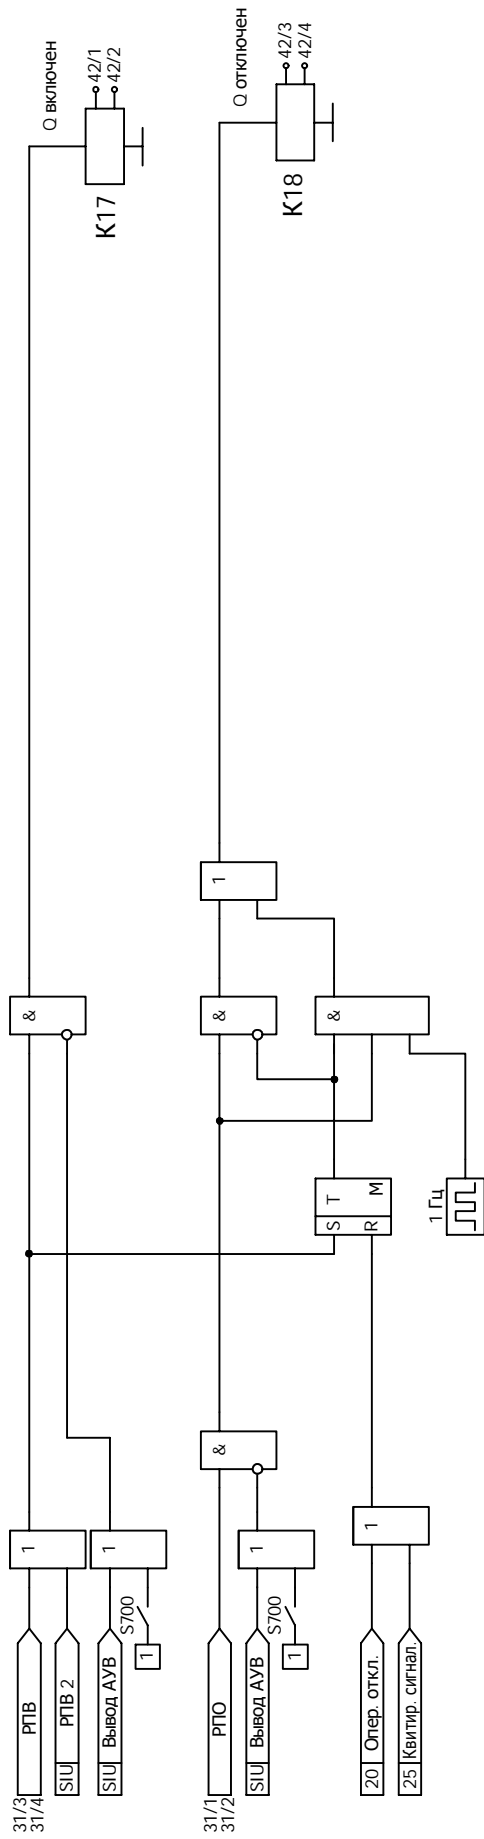 31/3
31/4
РПВ
SIU РПВ 2
SIU Вывод АУВ
1
S700
1
1
&
Q включен
42/1
42/2
К17
31/1
31/2
РПО
SIU Вывод АУВ
1
S700
1
&
&
1
Q отключен
42/3
42/4
К18
20 Опер. откл.
25 Квитир. сигнал.
1
S T
R M
&
1 Гц